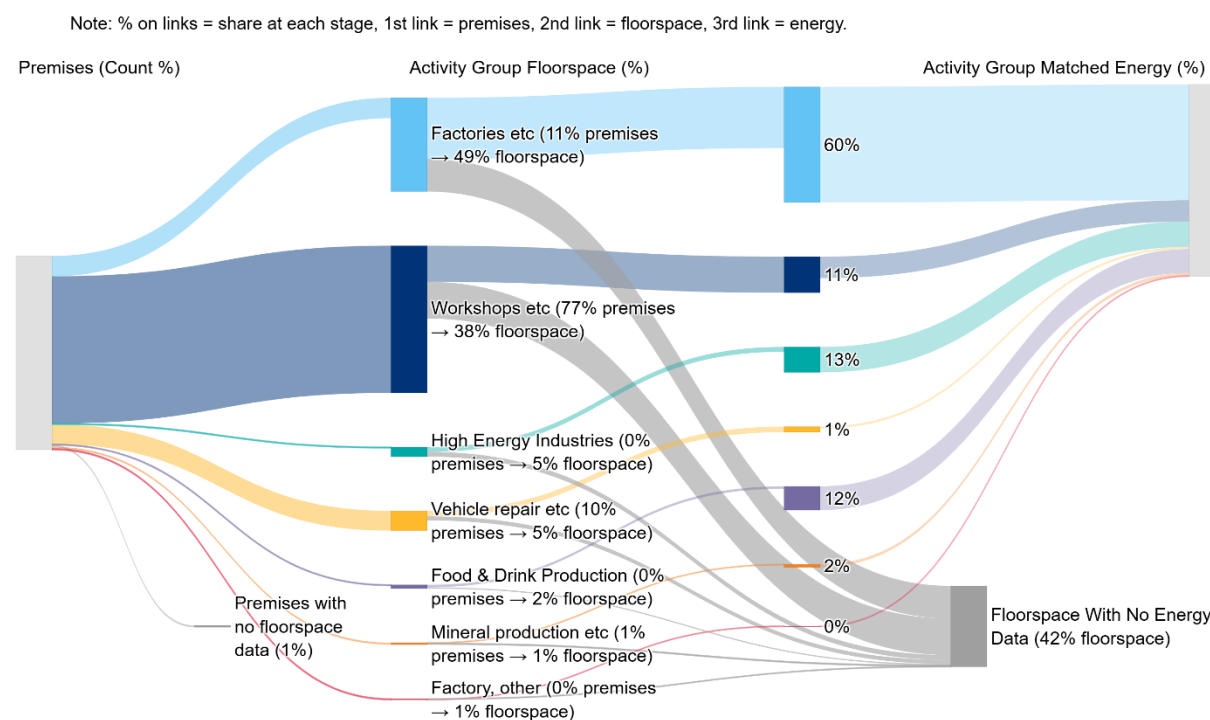 Note: % on links = share at each stage, 1st link = premises, 2nd link = floorspace, 3rd link = energy.
Premises (Count %)
Activity Group Floorspace (%)
Activity Group Matched Energy (%)
Factories etc (11% premises
→ 49% floorspace)
60%
Workshops etc (77% premises
→ 38% floorspace)
11%
High Energy Industries (0%
premises → 5% floorspace)
13%
Vehicle repair etc (10%
premises → 5% floorspace)
1%
Food & Drink Production (0%
premises → 2% floorspace)
12%
Premises with
no floorspace
data (1%)
Mineral production etc (1%
premises → 1% floorspace)
2%
Factory, other (0% premises
→ 1% floorspace)
0%
Floorspace With No Energy
Data (42% floorspace)